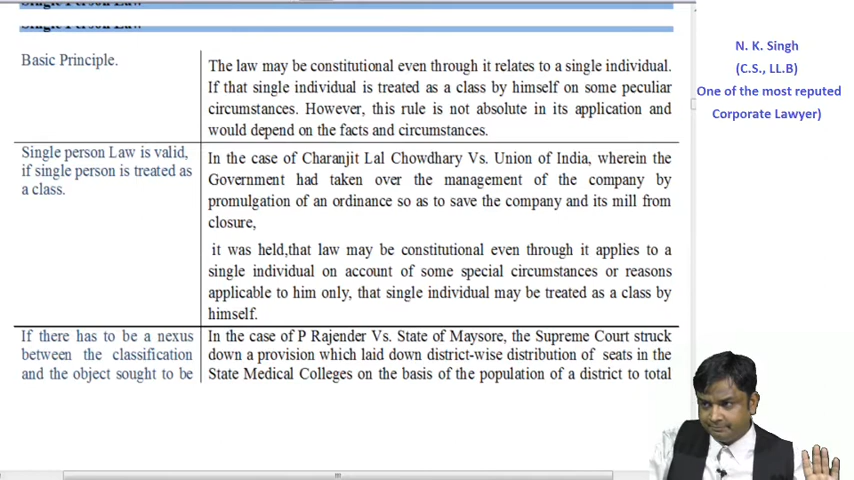 Single Person Law
Single Person Law
N. K. Singh
(C.S., LL.B)
One of the most reputed
Corporate Lawyer)
Basic Principle.
The law may be constitutional even through it relates to a single individual.
If that single individual is treated as a class by himself on some peculiar
circumstances. However, this rule is not absolute in its application and
would depend on the facts and circumstances.
Single person Law is valid,
if single person is treated as
a class.
In the case of Charanjit Lal Chowdhary Vs. Union of India, wherein the
Government had taken over the management of the company by
promulgation of an ordinance so as to save the company and its mill from
closure,
it was held,that law may be constitutional even through it applies to a
single individual on account of some special circumstances or reasons
applicable to him only, that single individual may be treated as a class by
himself.
If there has to be a nexus
between the classification
and the object sought to be
In the case of P Rajender Vs. State of Maysore, the Supreme Court struck
down a provision which laid down district-wise distribution of seats in the
State Medical Colleges on the basis of the population of a district to total